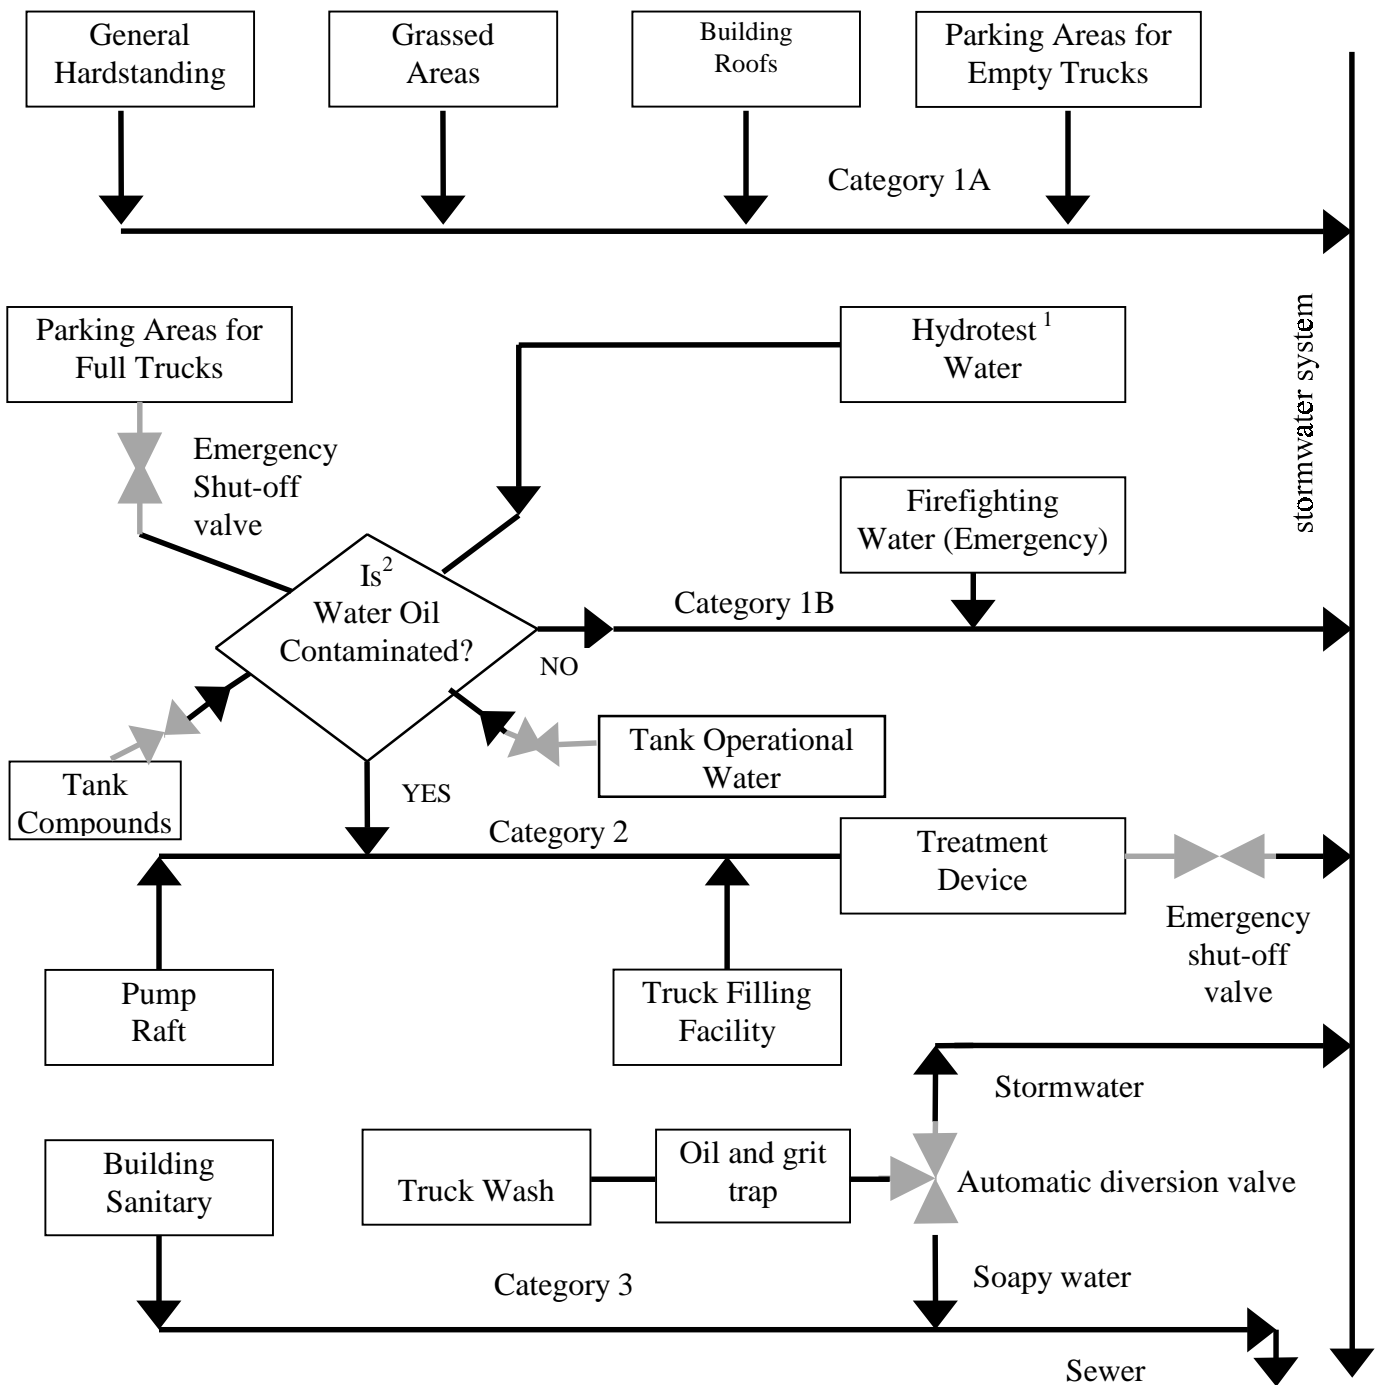 General
Hardstanding
Grassed
Areas
Building
Roofs
Parking Areas for
Empty Trucks
Category 1A
Parking Areas for
Full Trucks
Hydrotest 1
Water
stormwater system
Emergency
Shut-off
valve
Firefighting
Water (Emergency)
Is2
Water Oil
Contaminated?
Category 1B
NO
Tank Operational
Water
Tank
Compounds
YES
Category 2
Treatment
Device
Emergency
shut-off
valve
Pump
Raft
Truck Filling
Facility
Stormwater
Building
Sanitary
Truck Wash
Oil and grit
trap
Automatic diversion valve
Soapy water
Category 3
Sewer